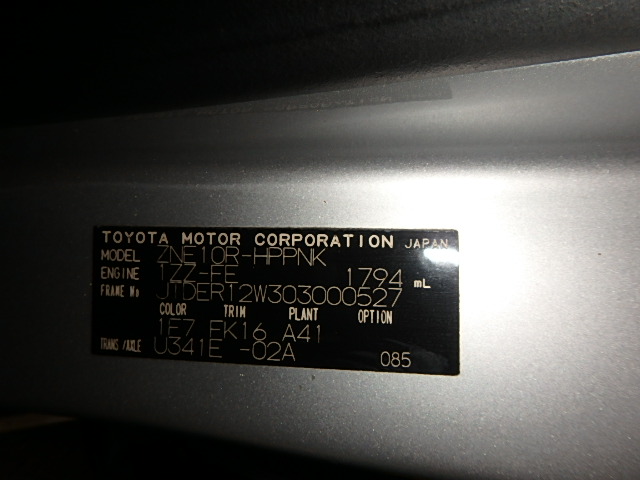 TOYOTA MOTOR CORPORATION JAPAN
MODEL ZNE10R-HPPNK
ENGINE 1ZZ-FE 1794 mL
FRAME No JTDER12W303000527
COLOR TRIM PLANT OPTION
1E7 FK16 A41
TRANS/AXLE U341E -02A 085